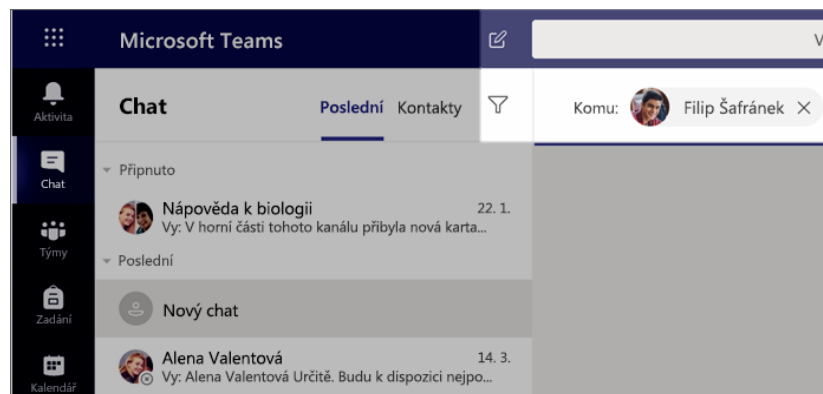 Microsoft Teams
V
Aktivita
Chat
Týmy
Zadání
Kalendář
Chat
Poslední
Kontakty
Komu:
Filip Šafránek
Připnuto
Nápověda k biologii
22. 1.
Vy: V horní části tohoto kanálu přibyla nová karta...
Poslední
Nový chat
Alena Valentová
14. 3.
Vy: Alena Valentová Určitě. Budu k dispozici nejpo...